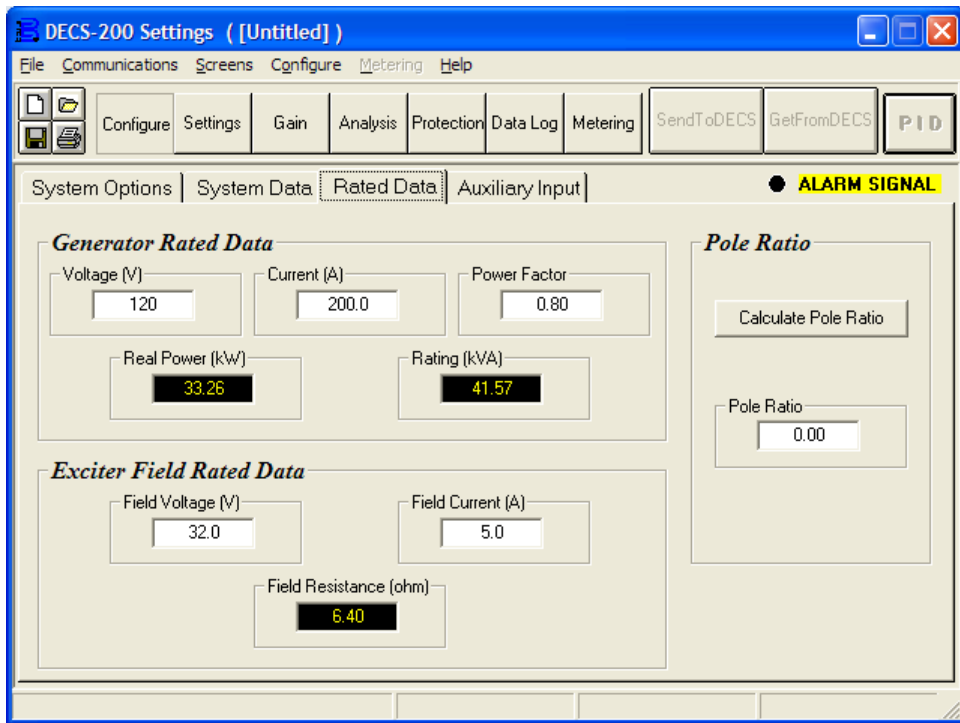 DECS-200 Settings ( [Untitled] )
File Communications Screens Configure Metering Help
Configure Settings Gain Analysis Protection Data Log Metering SendToDECS GetFromDECS PID
System Options System Data Rated Data Auxiliary Input ALARM SIGNAL
Generator Rated Data
Voltage (V) Current (A) Power Factor
120 200.0 0.80
Real Power (kW) Rating (kVA)
33.26 41.57
Exciter Field Rated Data
Field Voltage (V) Field Current (A)
32.0 5.0
Field Resistance (ohm)
6.40
Pole Ratio
Calculate Pole Ratio
Pole Ratio
0.00